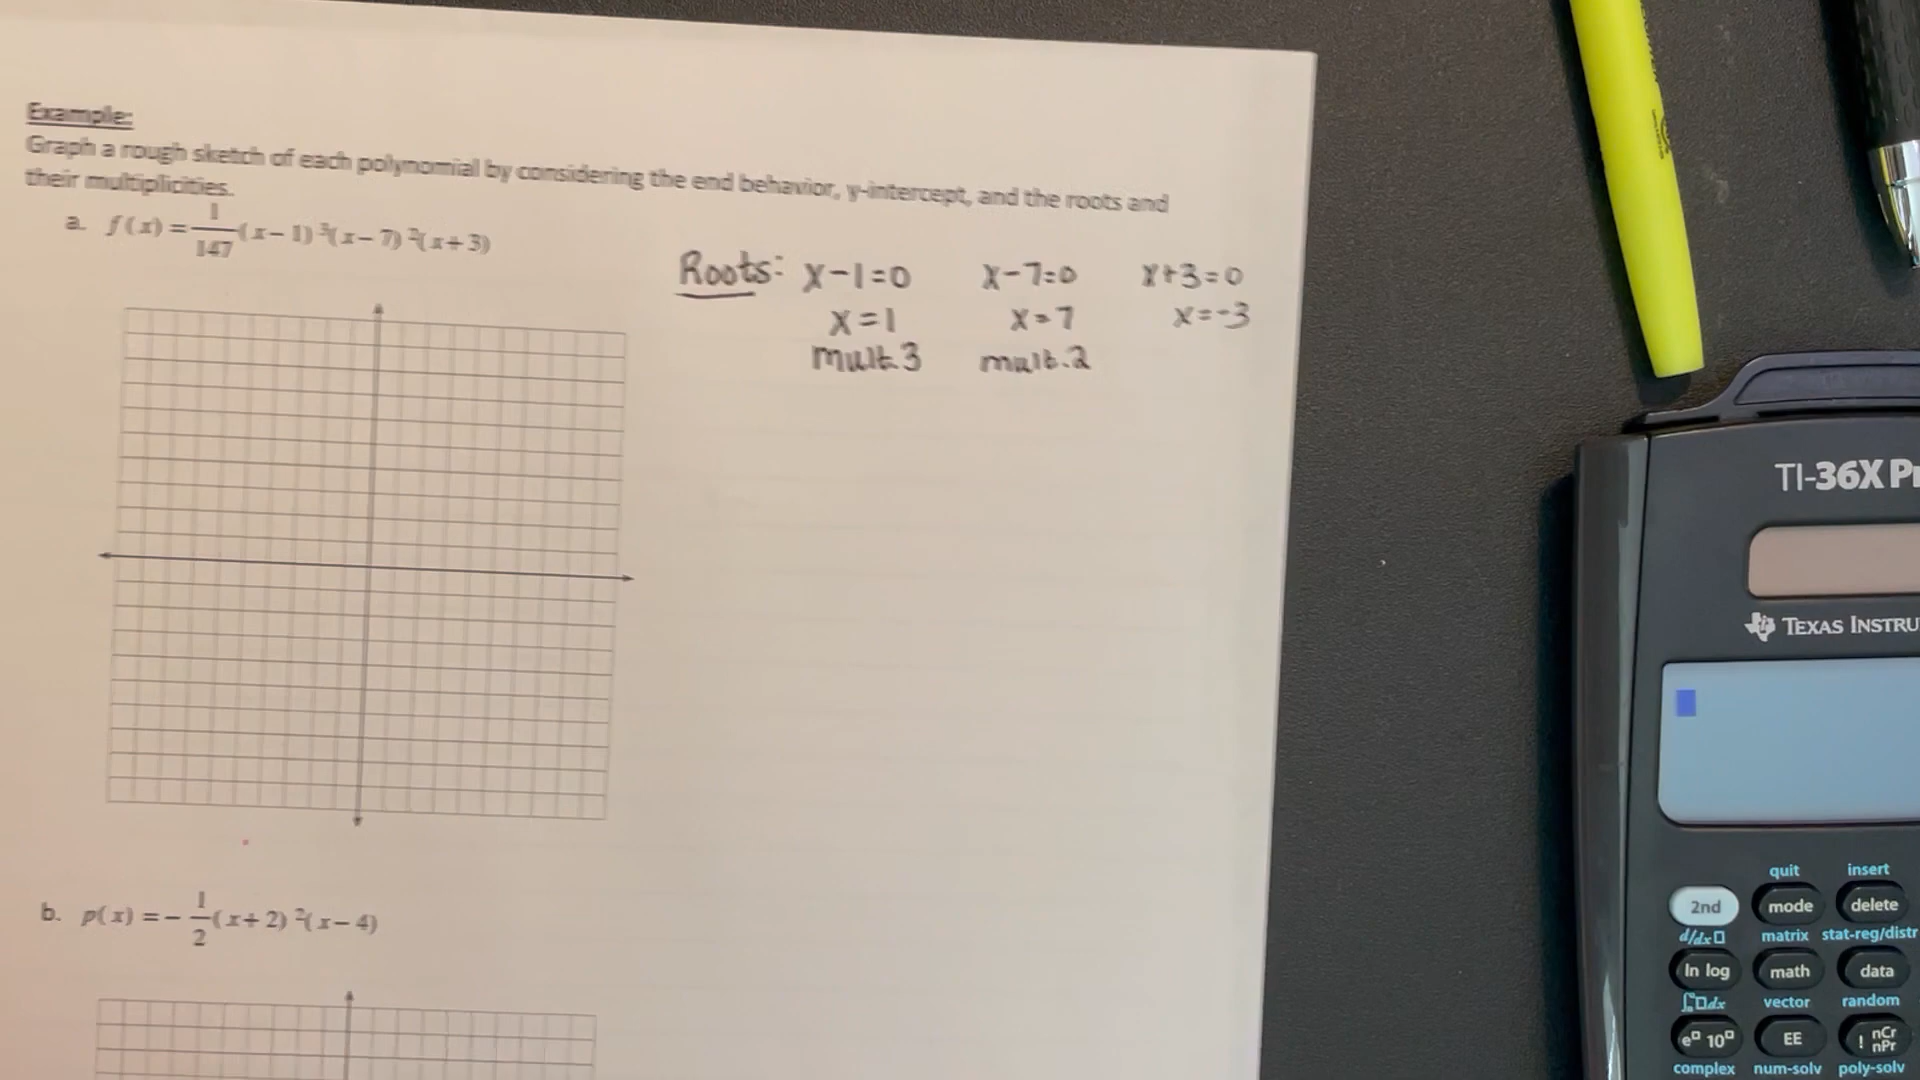 Example:
Graph a rough sketch of each polynomial by considering the end behavior, y-intercept, and the roots and
their multiplicities.
a. f(x) = 1/147 (x-1)³(x-7)²(x+3)
Roots: x-1=0 x-7=0 x+3=0
x=1 x=7 x=-3
mult.3 mult.2
b. p(x) = - 1/2 (x+2)²(x-4)
TI-36X P
TEXAS INSTRU
quit insert
2nd mode delete
d/dx□ matrix stat-reg/distr
ln log math data
∫□dx vector random
e□ 10□ EE ! nCr nPr
complex num-solv poly-solv